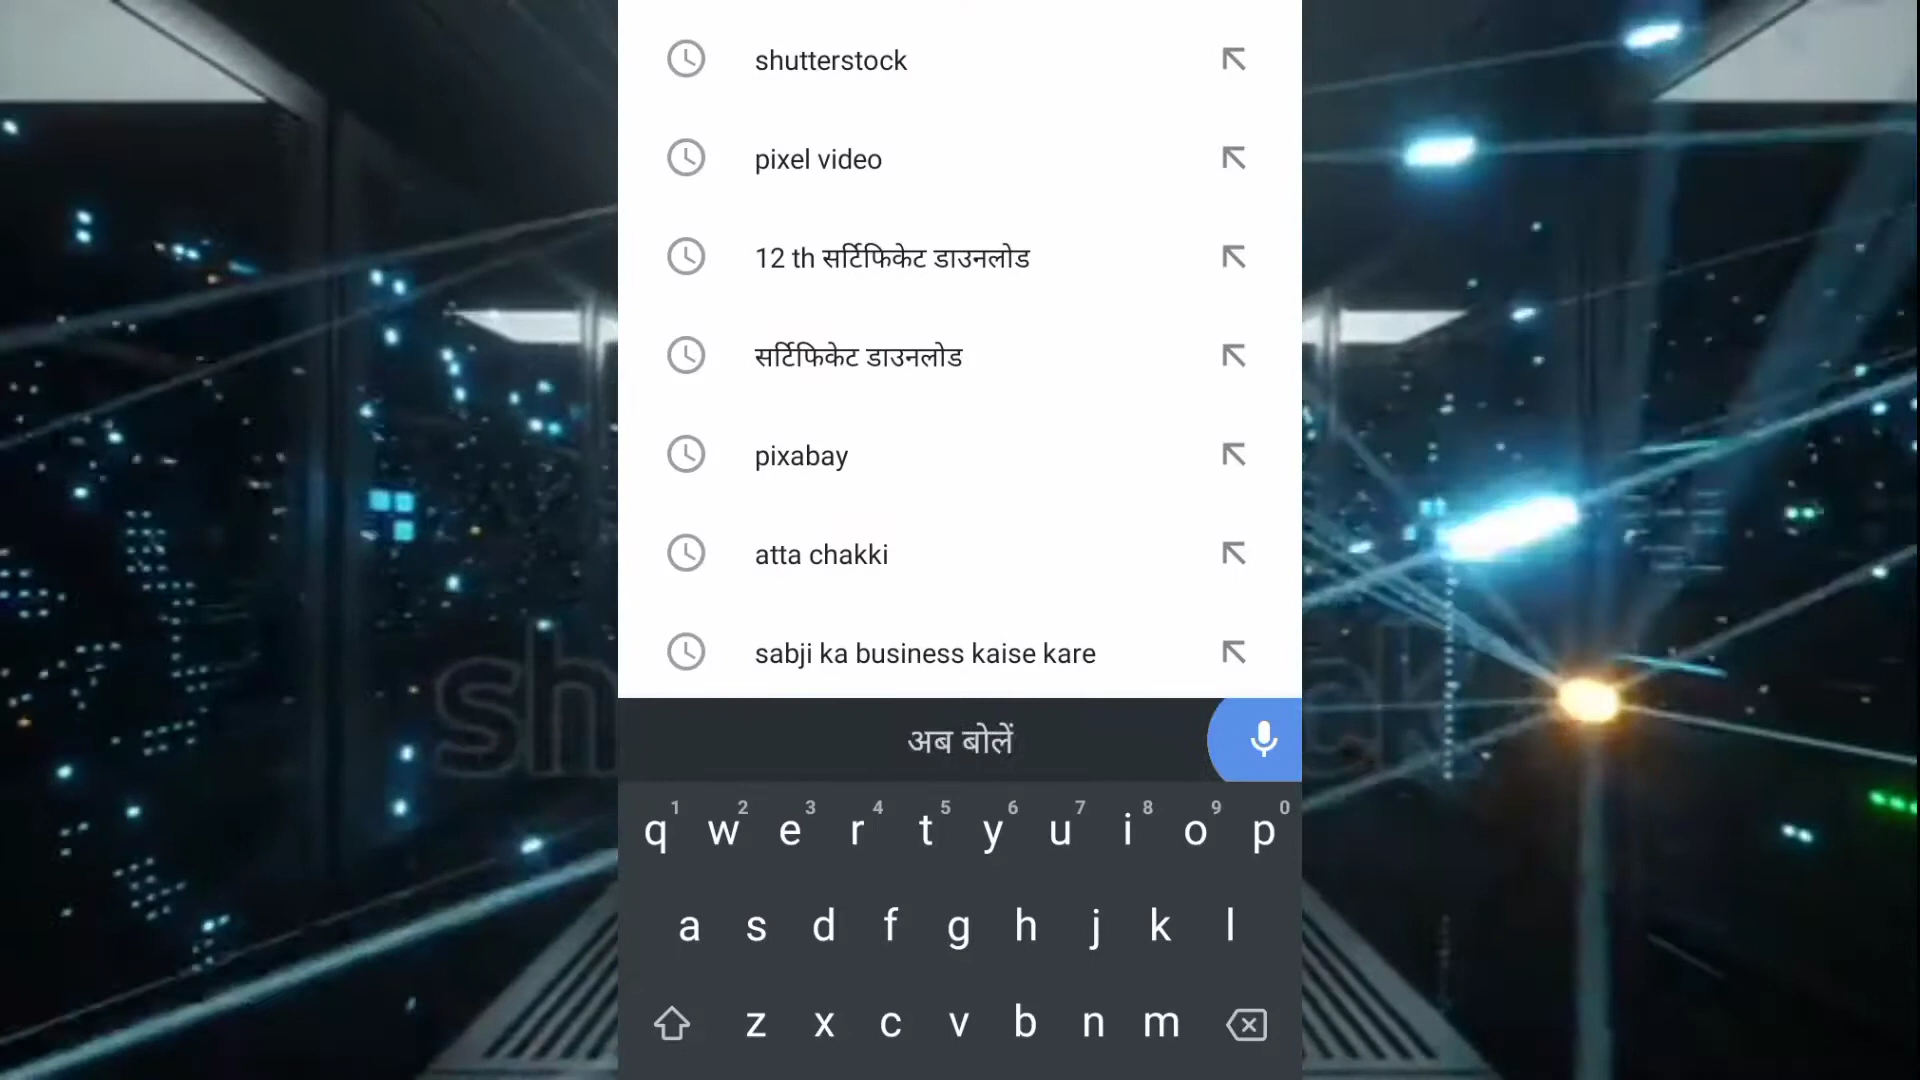 shutterstock
pixel video
12 th सर्टिफिकेट डाउनलोड
सर्टिफिकेट डाउनलोड
pixabay
atta chakki
sabji ka business kaise kare
अब बोलें
1 2 3 4 5 6 7 8 9 0
q w e r t y u i o p
a s d f g h j k l
z x c v b n m